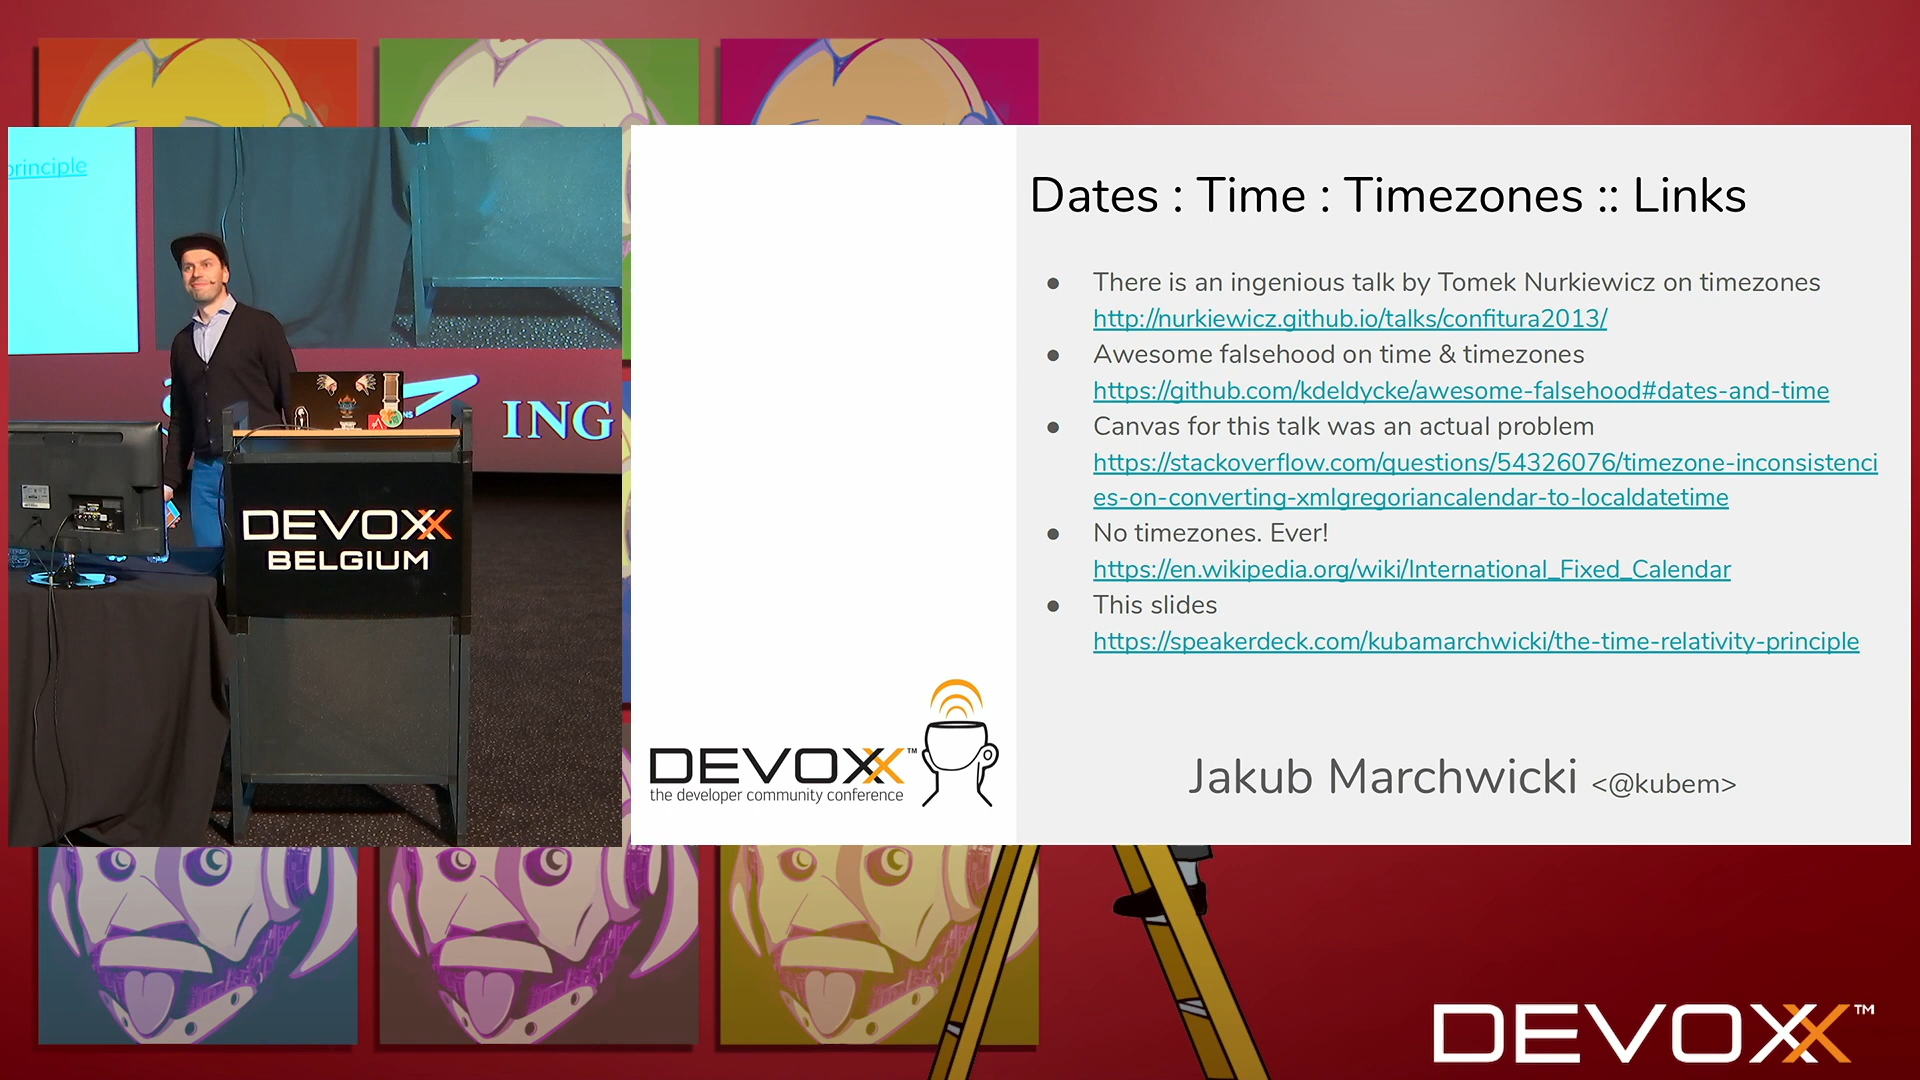 principle
ING
DEVOXX
BELGIUM
Dates : Time : Timezones :: Links
● There is an ingenious talk by Tomek Nurkiewicz on timezones
http://nurkiewicz.github.io/talks/confitura2013/
● Awesome falsehood on time & timezones
https://github.com/kdeldycke/awesome-falsehood#dates-and-time
● Canvas for this talk was an actual problem
https://stackoverflow.com/questions/54326076/timezone-inconsistenci
es-on-converting-xmlgregoriancalendar-to-localdatetime
● No timezones. Ever!
https://en.wikipedia.org/wiki/International_Fixed_Calendar
● This slides
https://speakerdeck.com/kubamarchwicki/the-time-relativity-principle
DEVOXX™
the developer community conference
Jakub Marchwicki <@kubem>
DEVOXX™